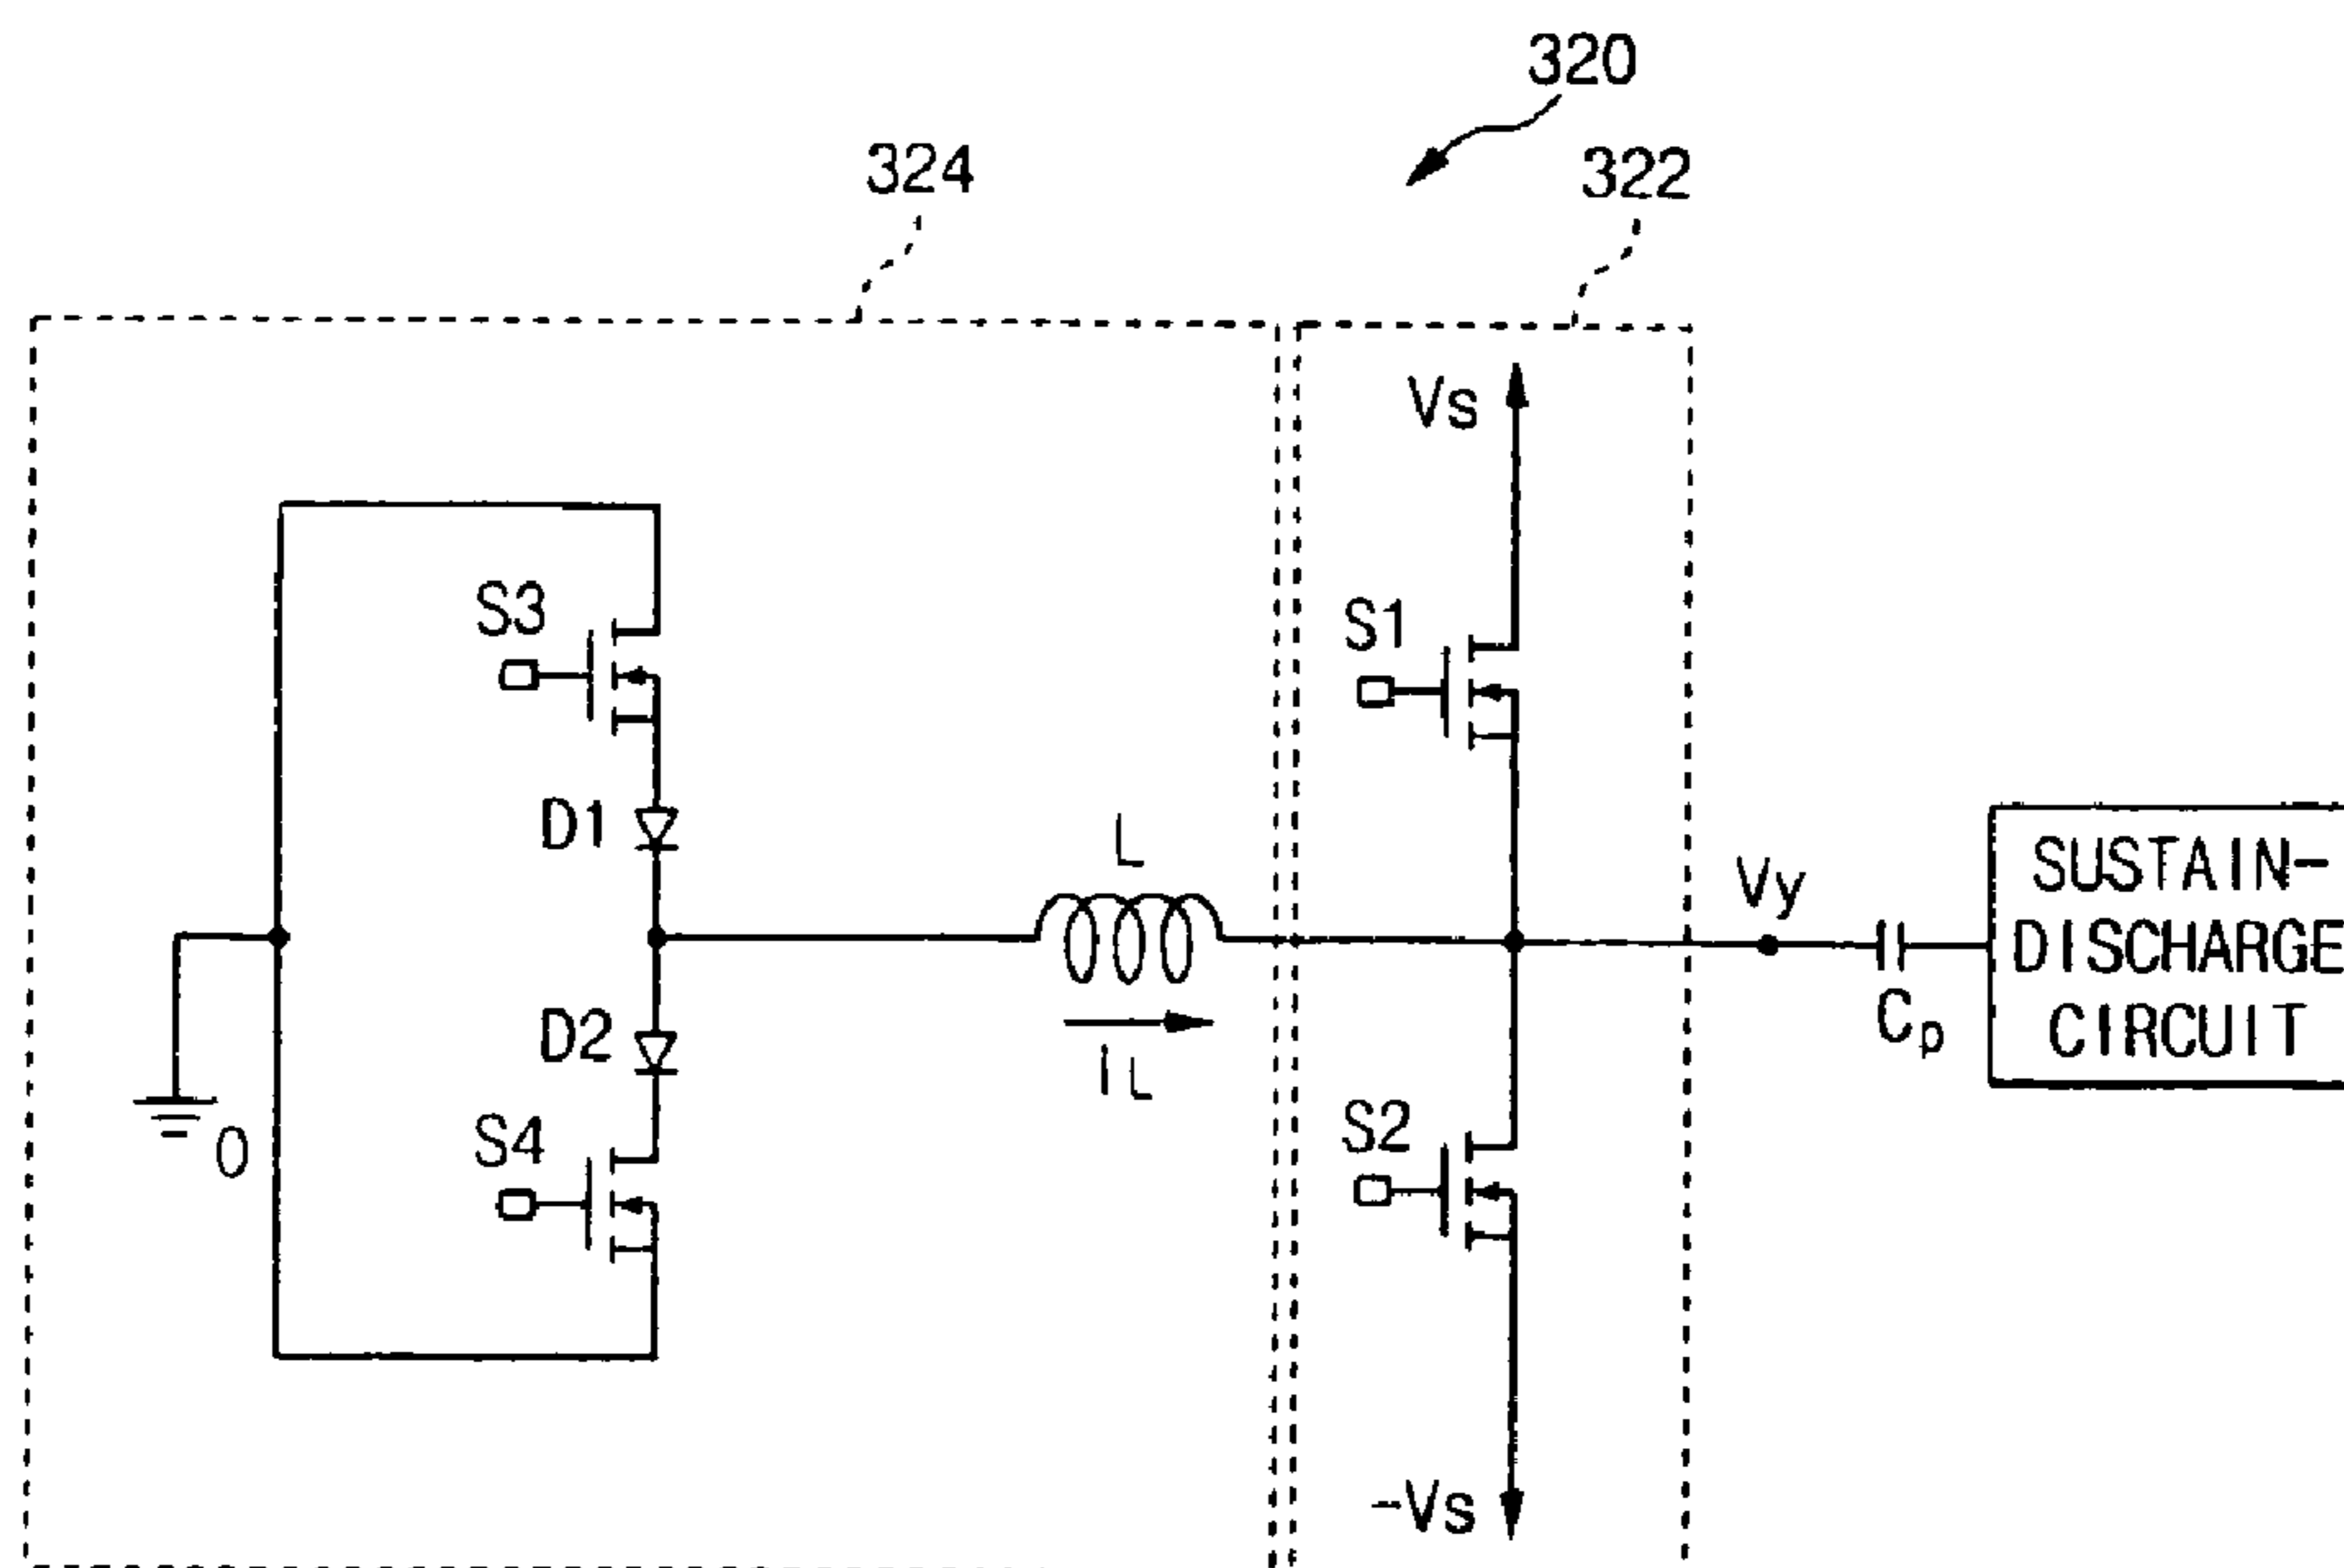 320
324
322
Vs
S3
S1
D1
L
Vy
SUSTAIN-
DISCHARGE
CIRCUIT
Cp
D2
iL
S4
0
S2
-Vs